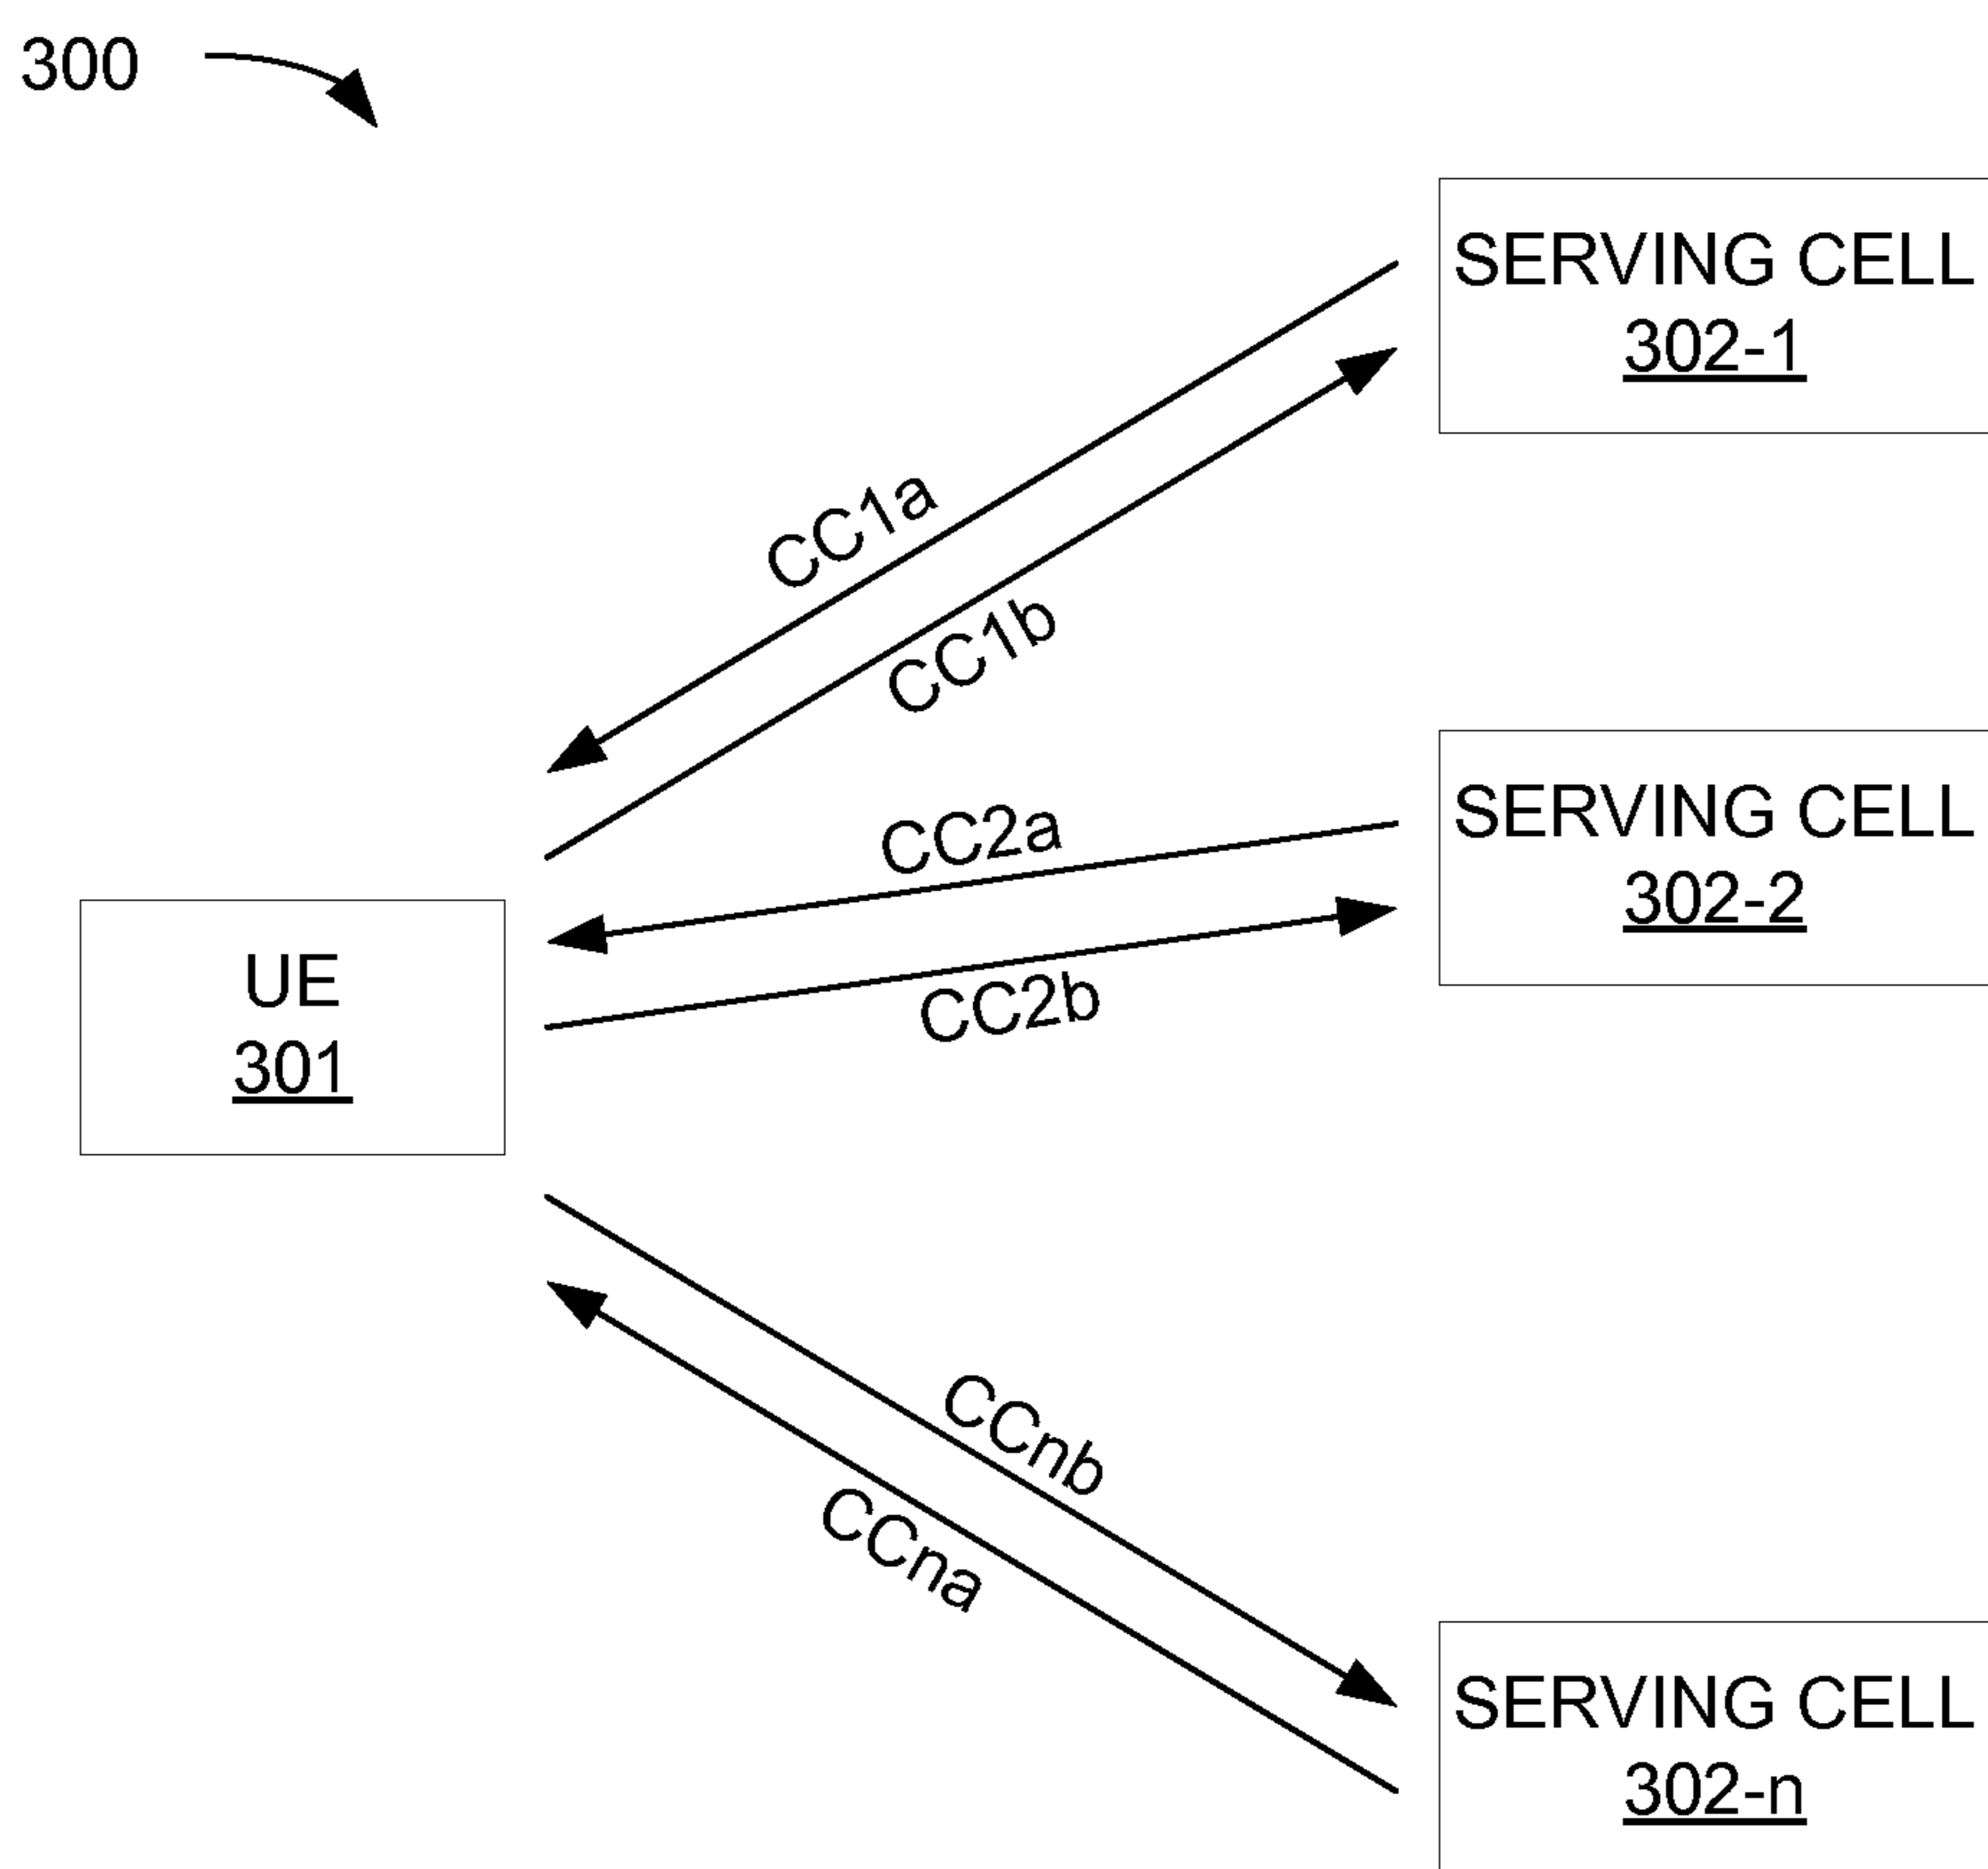 300
SERVING CELL
302-1
CC1a
CC1b
SERVING CELL
302-2
CC2a
CC2b
UE
301
CCnb
CCna
SERVING CELL
302-n